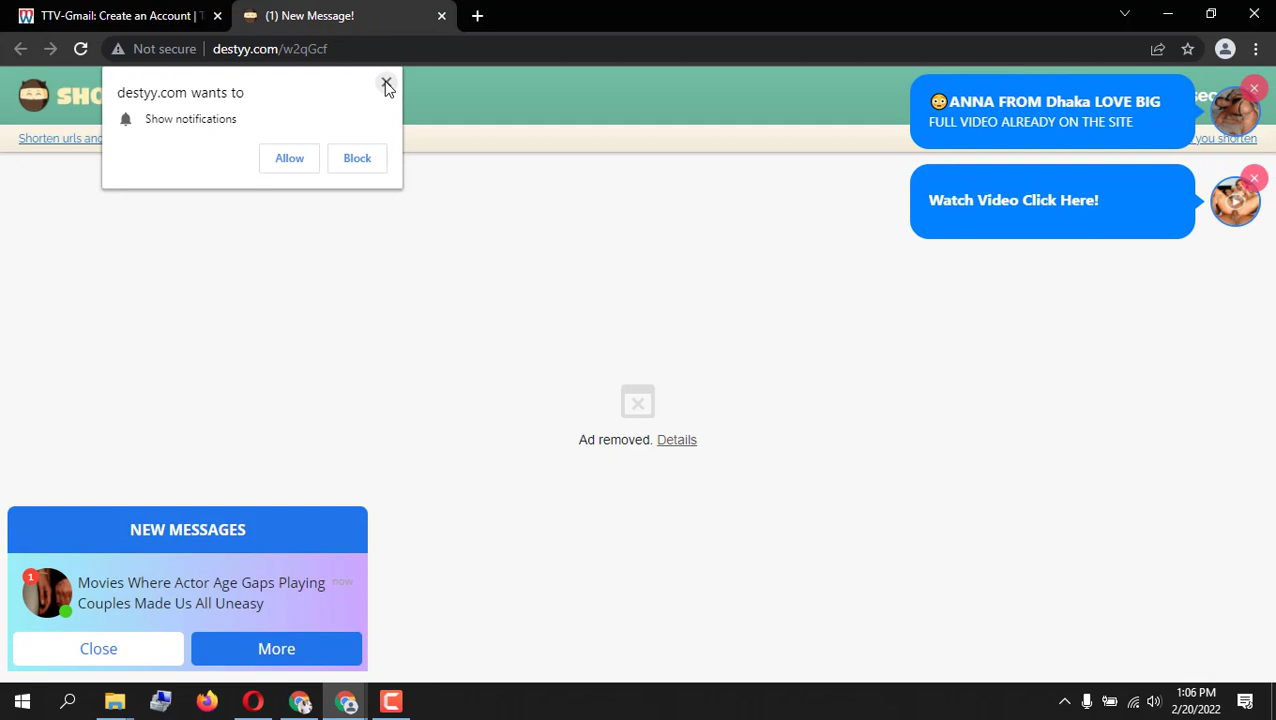 TTV-Gmail: Create an Account | T
(1) New Message!
Not secure
destyy.com/w2qGcf
SHO
destyy.com wants to
Show notifications
Allow
Block
Shorten urls and
you shorten
😳ANNA FROM Dhaka LOVE BIG
FULL VIDEO ALREADY ON THE SITE
Watch Video Click Here!
Ad removed. Details
NEW MESSAGES
1
Movies Where Actor Age Gaps Playing
now
Couples Made Us All Uneasy
Close
More
1:06 PM
2/20/2022